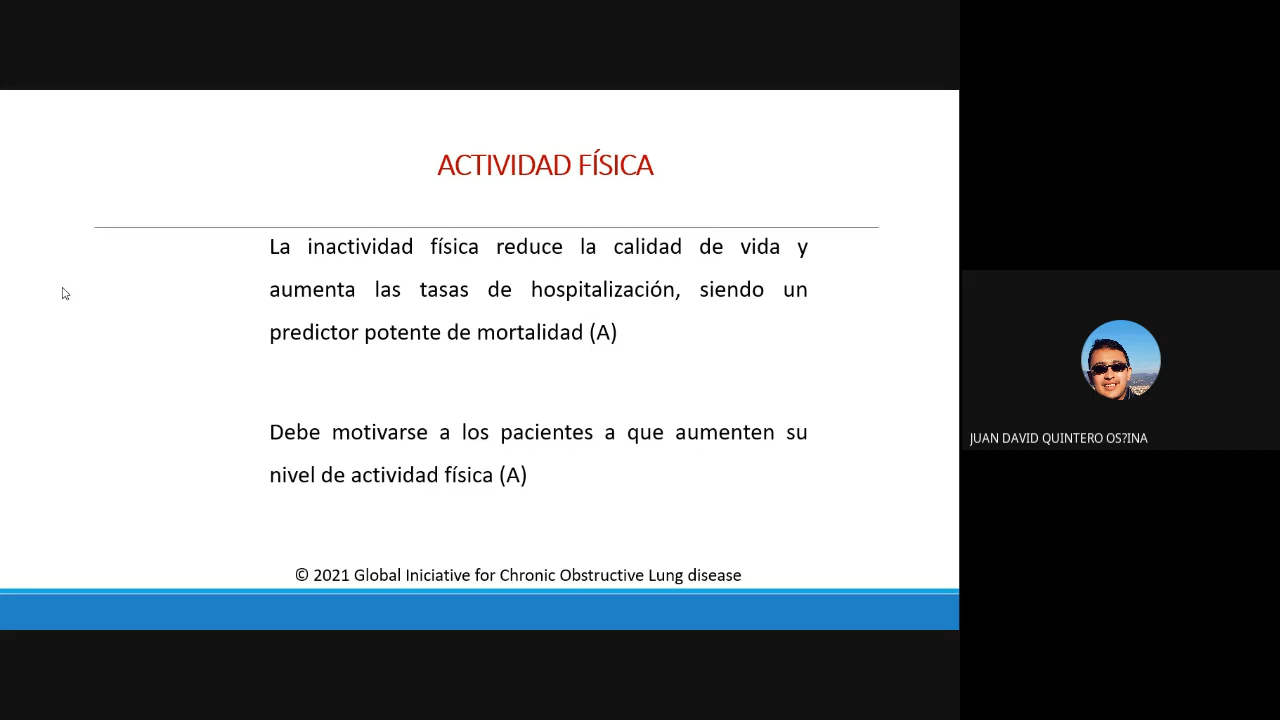 ACTIVIDAD FÍSICA
La inactividad física reduce la calidad de vida y
aumenta las tasas de hospitalización, siendo un
predictor potente de mortalidad (A)
Debe motivarse a los pacientes a que aumenten su
nivel de actividad física (A)
© 2021 Global Iniciative for Chronic Obstructive Lung disease
JUAN DAVID QUINTERO OS?INA